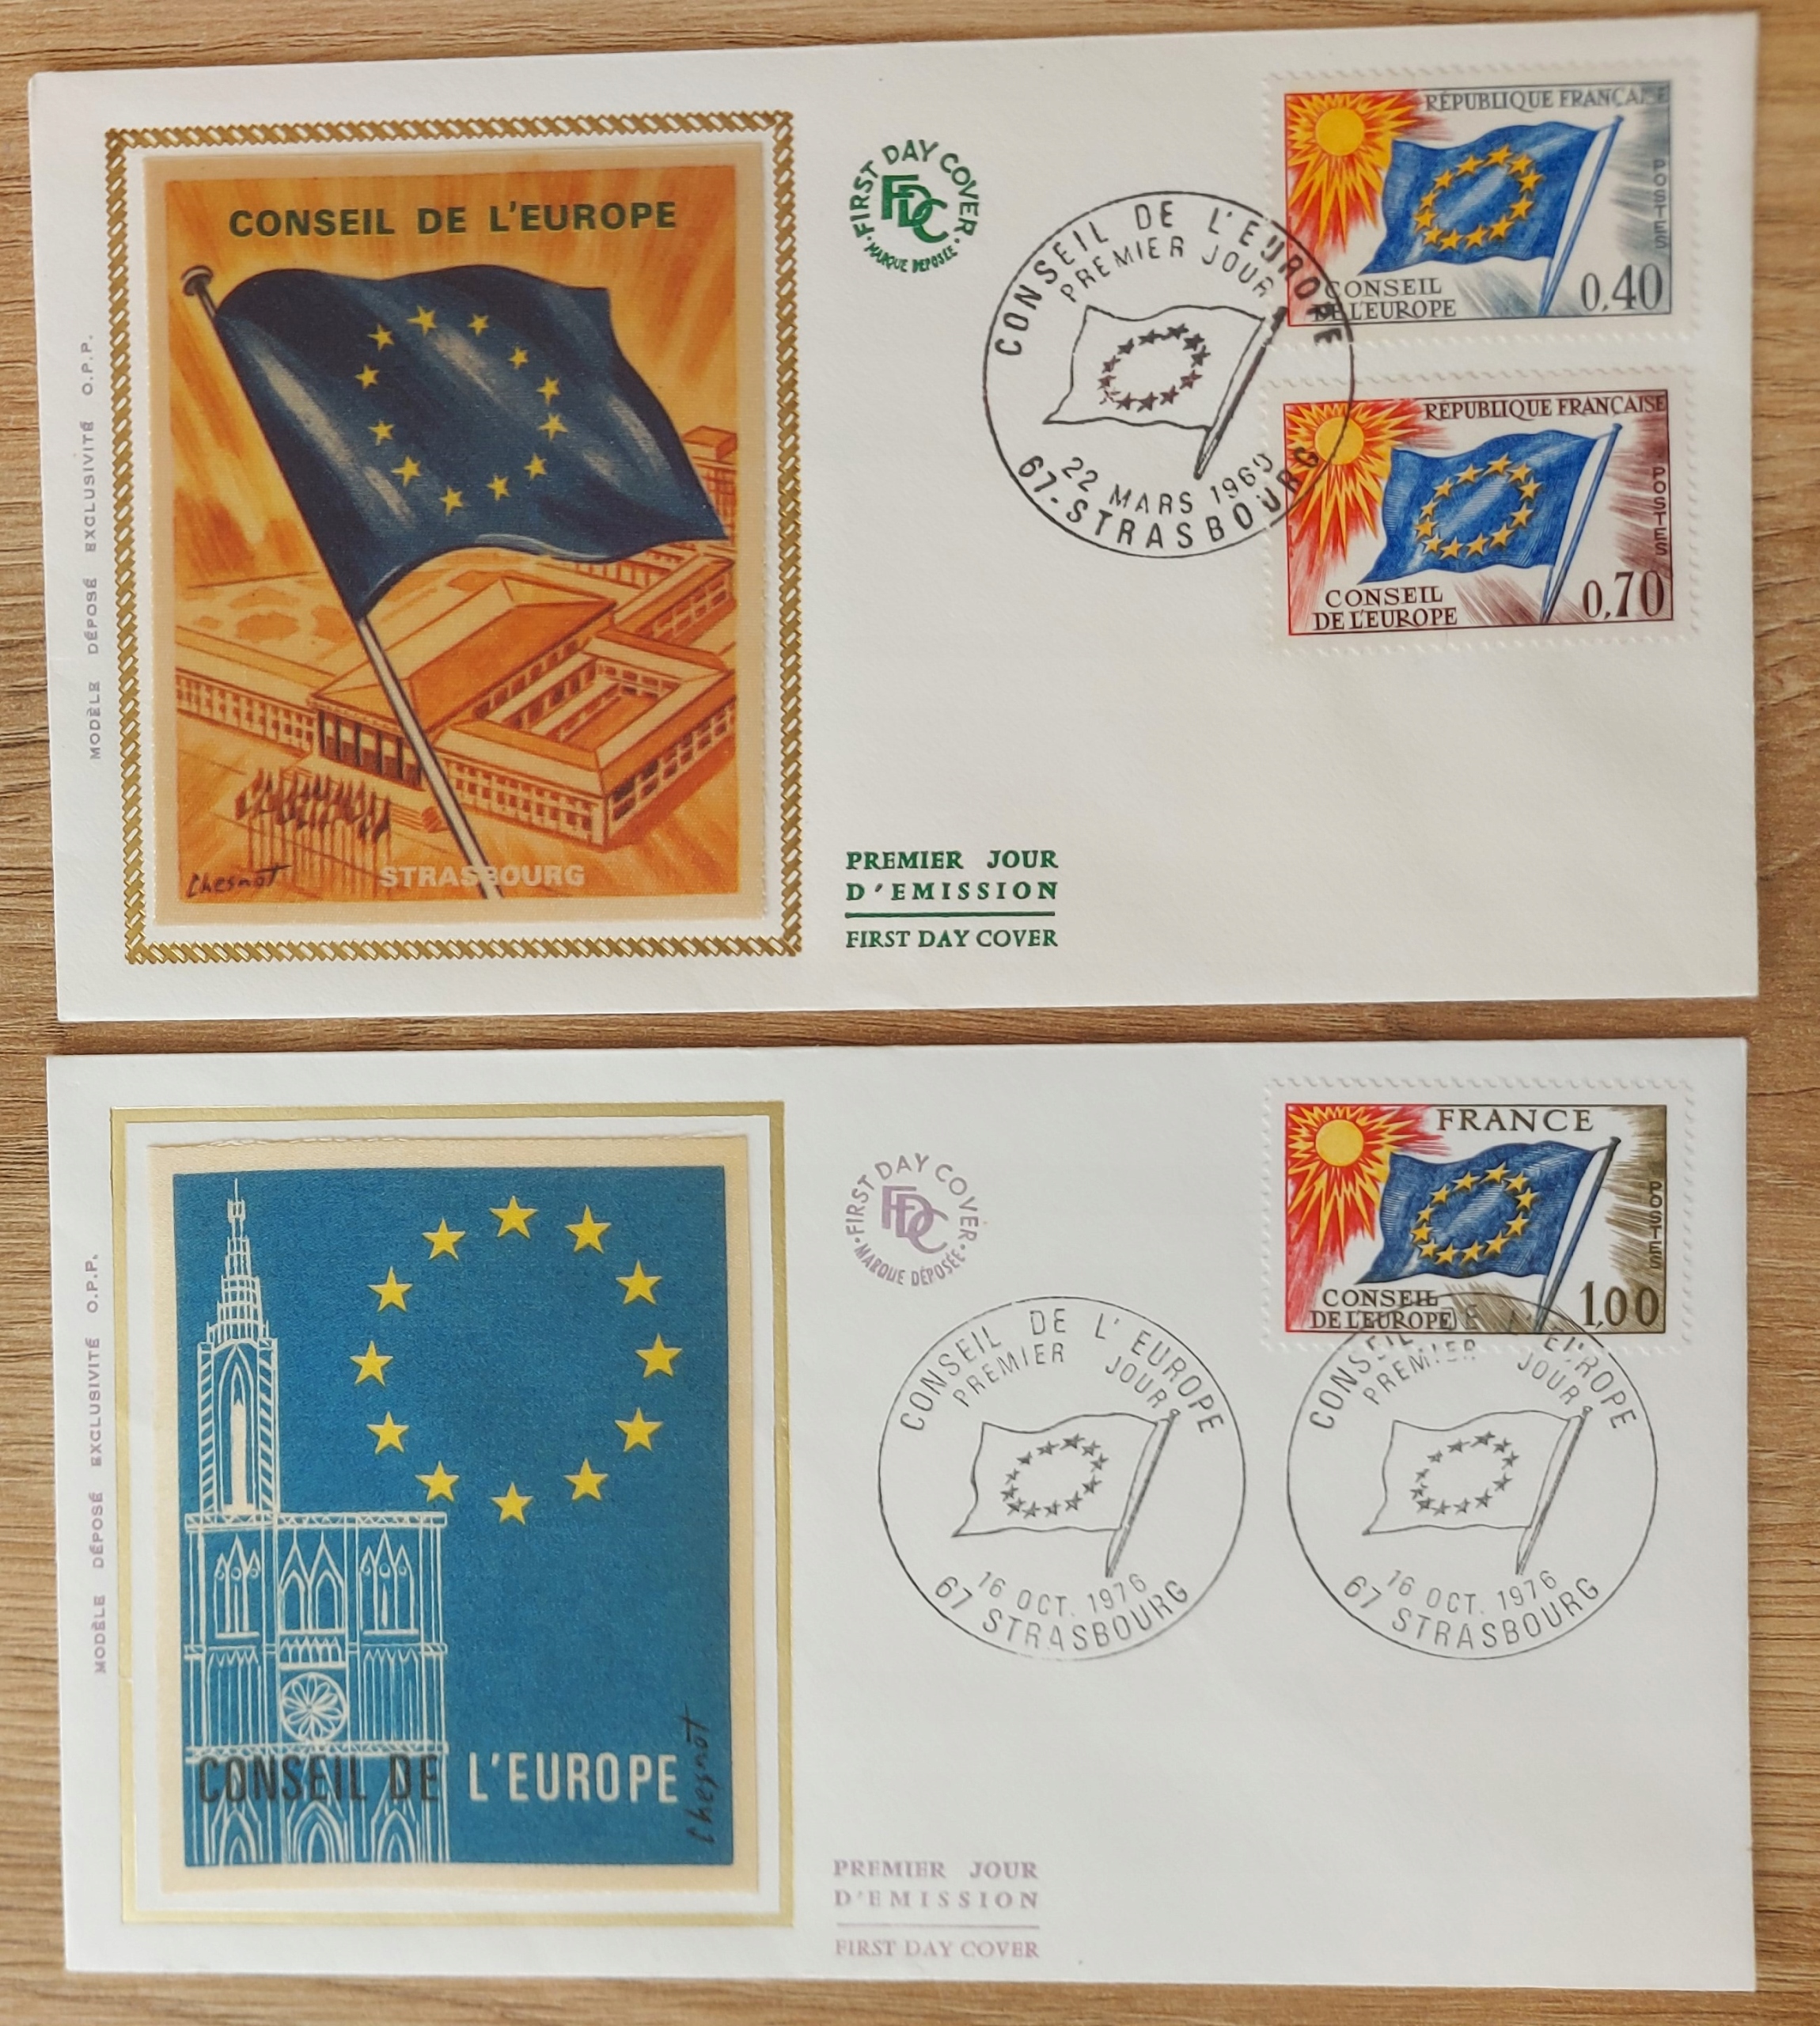 MODÈLE DÉPOSÉ EXCLUSIVITÉ O.P.P.
CONSEIL DE L'EUROPE
Chesnot
STRASBOURG
FIRST DAY COVER
FDC
MARQUE DEPOSÉE
CONSEIL DE L'EUROPE
PREMIER JOUR
22 MARS 1969
67-STRASBOURG
RÉPUBLIQUE FRANÇAISE
POSTES
CONSEIL
DE L'EUROPE
0,40
RÉPUBLIQUE FRANÇAISE
POSTES
CONSEIL
DE L'EUROPE
0,70
PREMIER JOUR
D'EMISSION
FIRST DAY COVER
MODÈLE DÉPOSÉ EXCLUSIVITÉ O.P.P.
CONSEIL DE L'EUROPE
Chesnot
FIRST DAY COVER
FDC
MARQUE DÉPOSÉE
FRANCE
POSTES
CONSEIL
DE L'EUROPE
1,00
CONSEIL DE L'EUROPE
PREMIER JOUR
16 OCT. 1976
67 STRASBOURG
CONSEIL DE L'EUROPE
PREMIER JOUR
16 OCT. 1976
67 STRASBOURG
PREMIER JOUR
D'EMISSION
FIRST DAY COVER